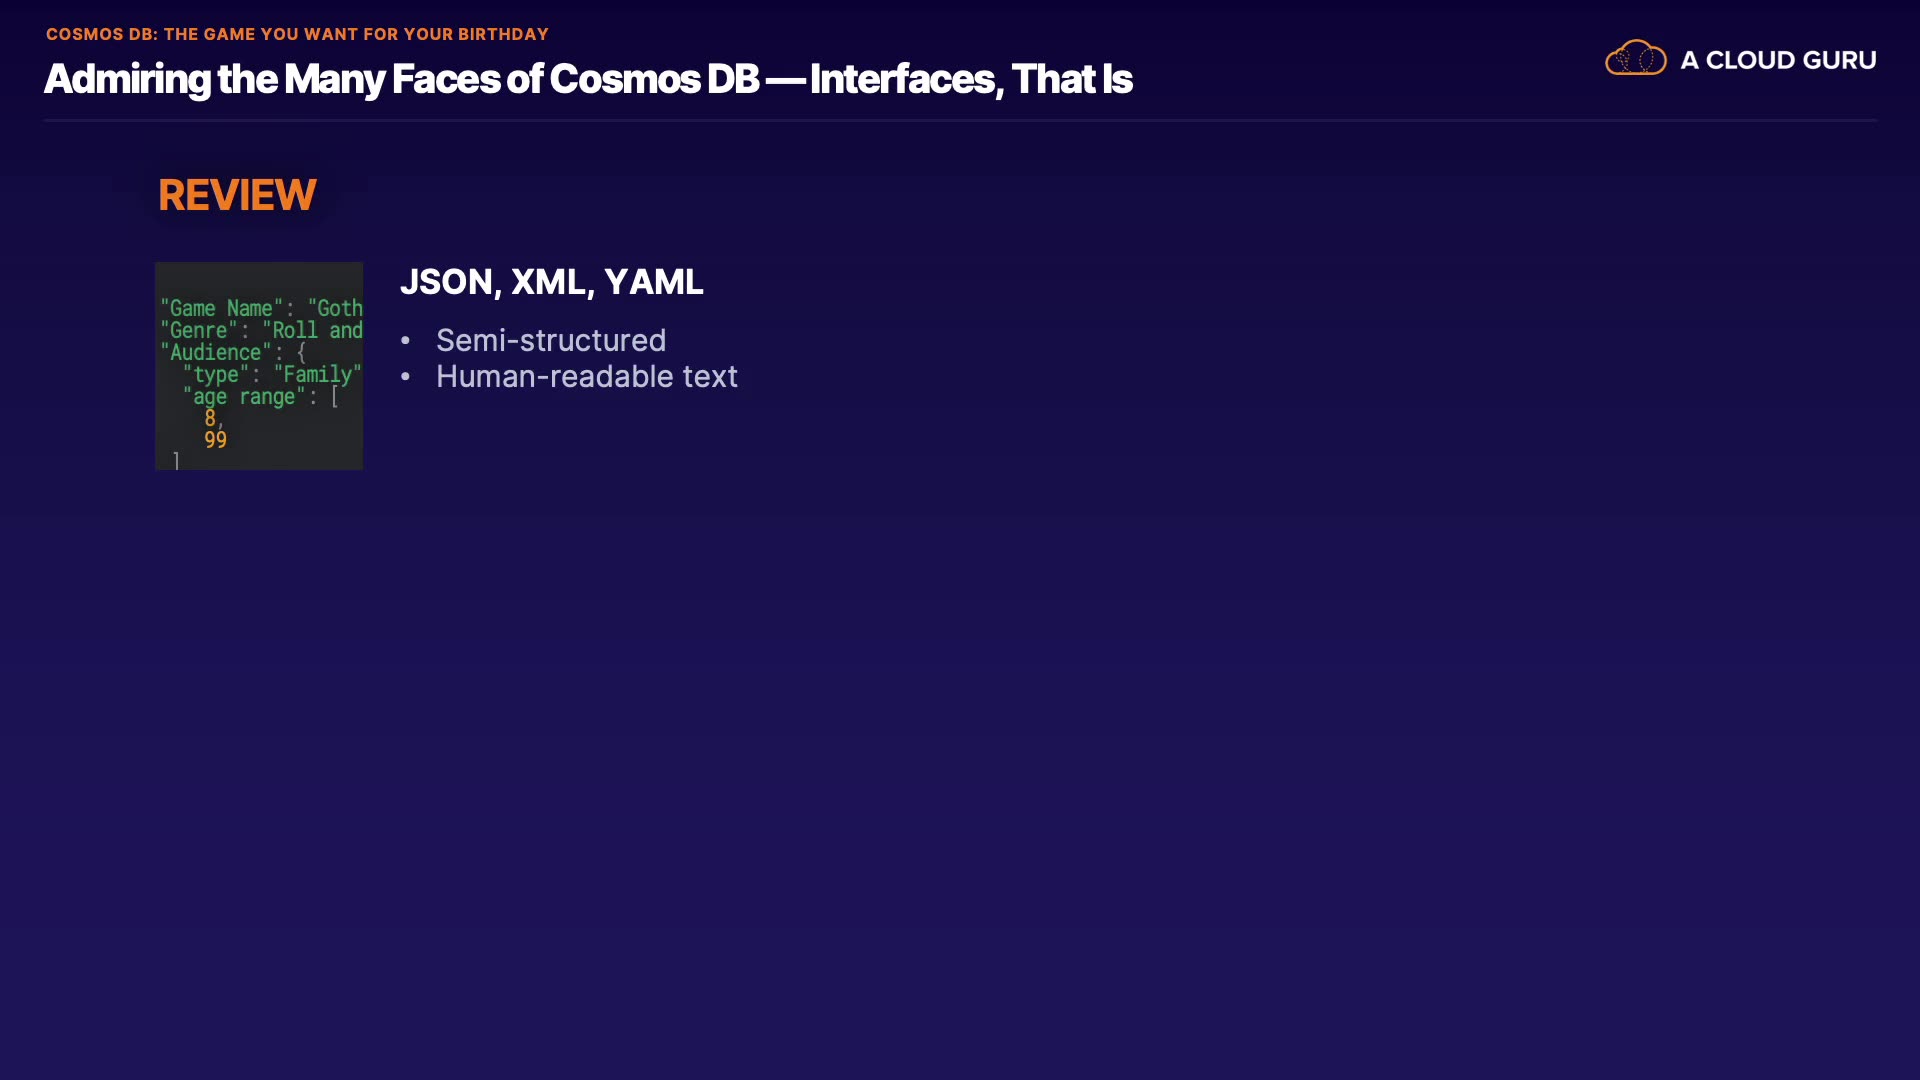 COSMOS DB: THE GAME YOU WANT FOR YOUR BIRTHDAY
Admiring the Many Faces of Cosmos DB — Interfaces, That Is
A CLOUD GURU
REVIEW
"Game Name": "Goth
"Genre": "Roll and
"Audience": {
"type": "Family"
"age range": [
8,
99
]
JSON, XML, YAML
• Semi-structured
• Human-readable text